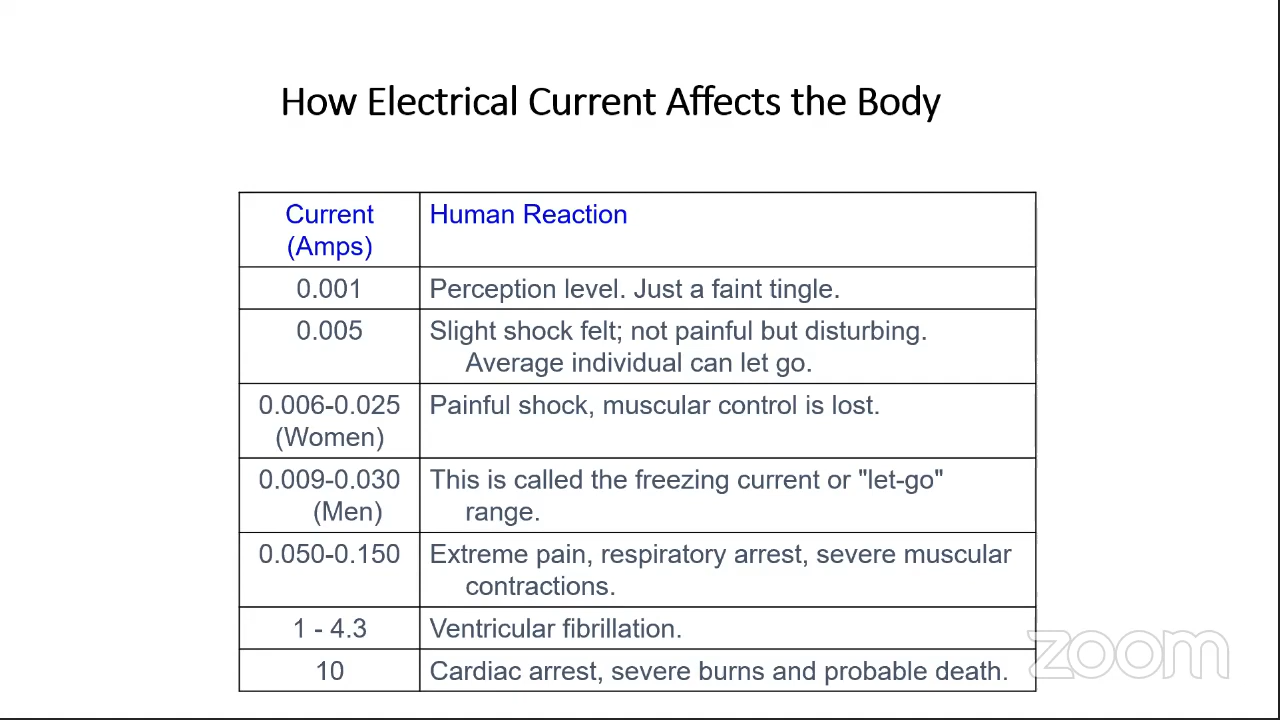 How Electrical Current Affects the Body
Current
(Amps)
Human Reaction
0.001
Perception level. Just a faint tingle.
0.005
Slight shock felt; not painful but disturbing.
Average individual can let go.
0.006-0.025
(Women)
Painful shock, muscular control is lost.
0.009-0.030
(Men)
This is called the freezing current or "let-go"
range.
0.050-0.150
Extreme pain, respiratory arrest, severe muscular
contractions.
1 - 4.3
Ventricular fibrillation.
10
Cardiac arrest, severe burns and probable death.
zoom